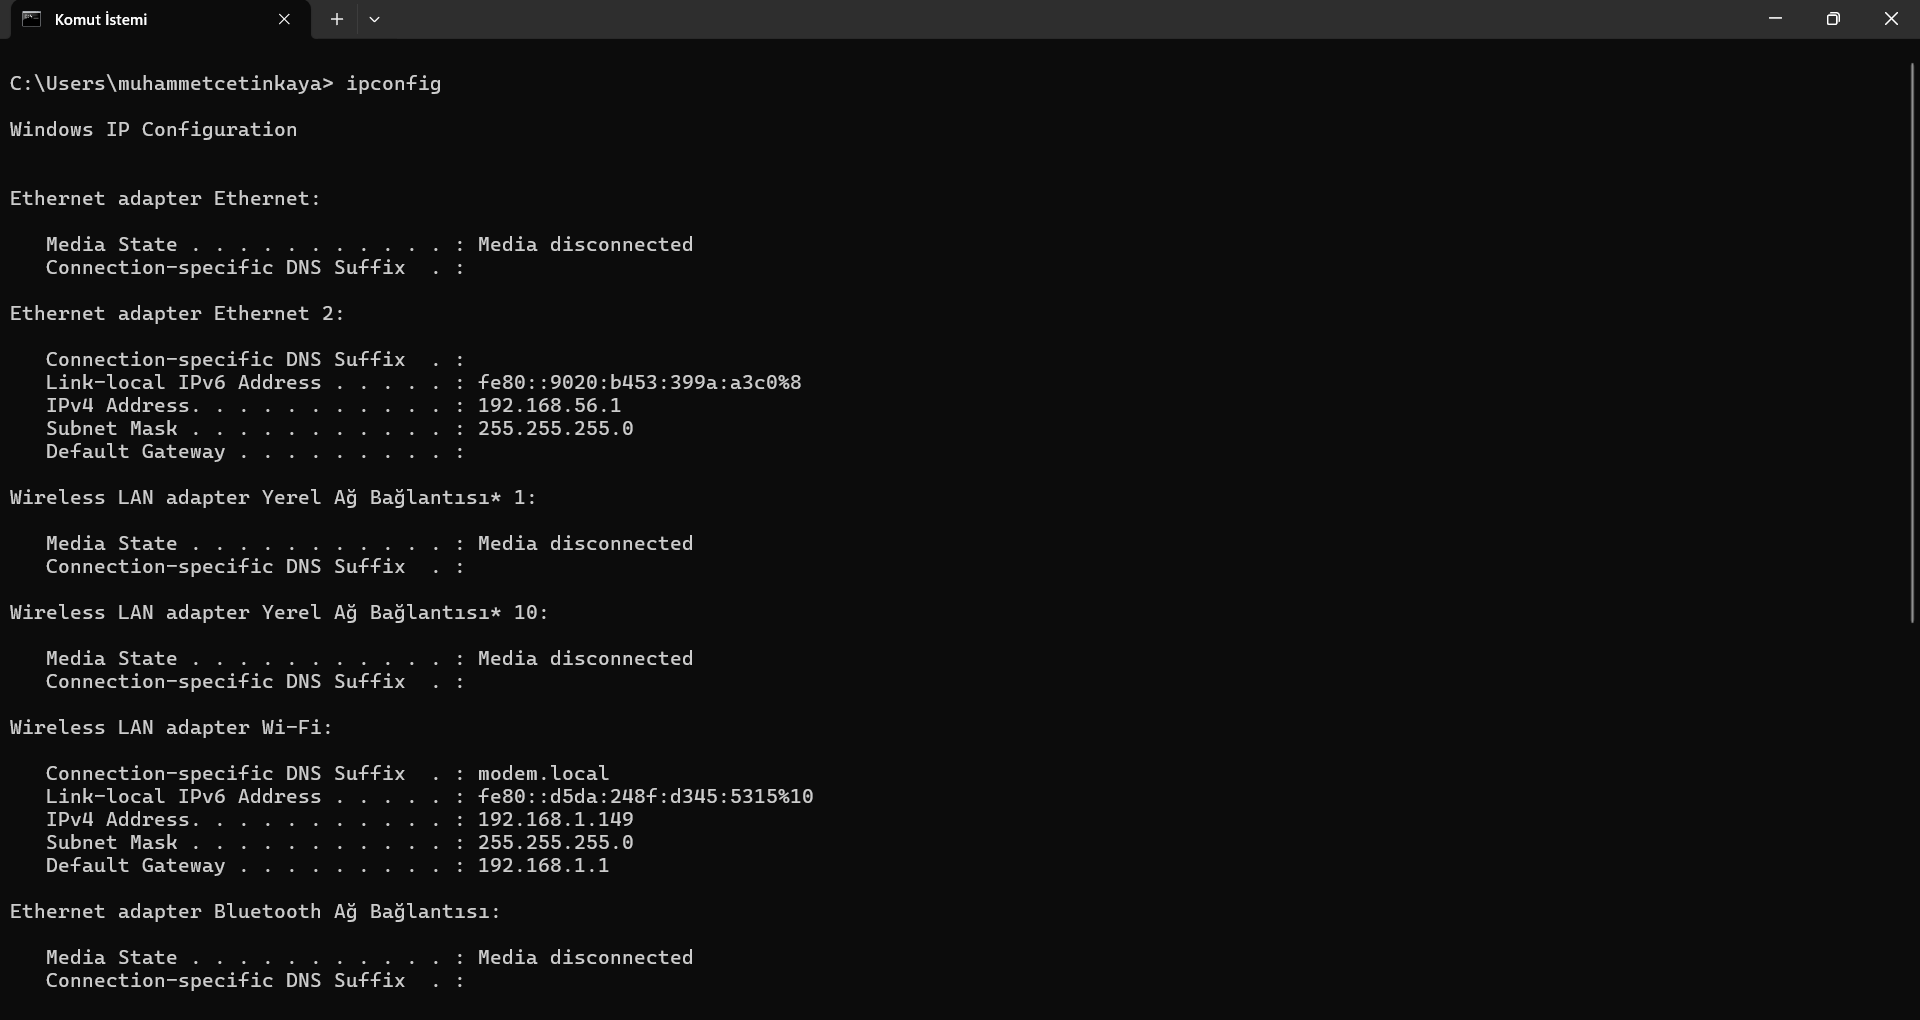 Komut İstemi
C:\Users\muhammetcetinkaya> ipconfig
Windows IP Configuration
Ethernet adapter Ethernet:
   Media State . . . . . . . . . . . : Media disconnected
   Connection-specific DNS Suffix  . :
Ethernet adapter Ethernet 2:
   Connection-specific DNS Suffix  . :
   Link-local IPv6 Address . . . . . : fe80::9020:b453:399a:a3c0%8
   IPv4 Address. . . . . . . . . . . : 192.168.56.1
   Subnet Mask . . . . . . . . . . . : 255.255.255.0
   Default Gateway . . . . . . . . . :
Wireless LAN adapter Yerel Ağ Bağlantısı* 1:
   Media State . . . . . . . . . . . : Media disconnected
   Connection-specific DNS Suffix  . :
Wireless LAN adapter Yerel Ağ Bağlantısı* 10:
   Media State . . . . . . . . . . . : Media disconnected
   Connection-specific DNS Suffix  . :
Wireless LAN adapter Wi-Fi:
   Connection-specific DNS Suffix  . : modem.local
   Link-local IPv6 Address . . . . . : fe80::d5da:248f:d345:5315%10
   IPv4 Address. . . . . . . . . . . : 192.168.1.149
   Subnet Mask . . . . . . . . . . . : 255.255.255.0
   Default Gateway . . . . . . . . . : 192.168.1.1
Ethernet adapter Bluetooth Ağ Bağlantısı:
   Media State . . . . . . . . . . . : Media disconnected
   Connection-specific DNS Suffix  . :